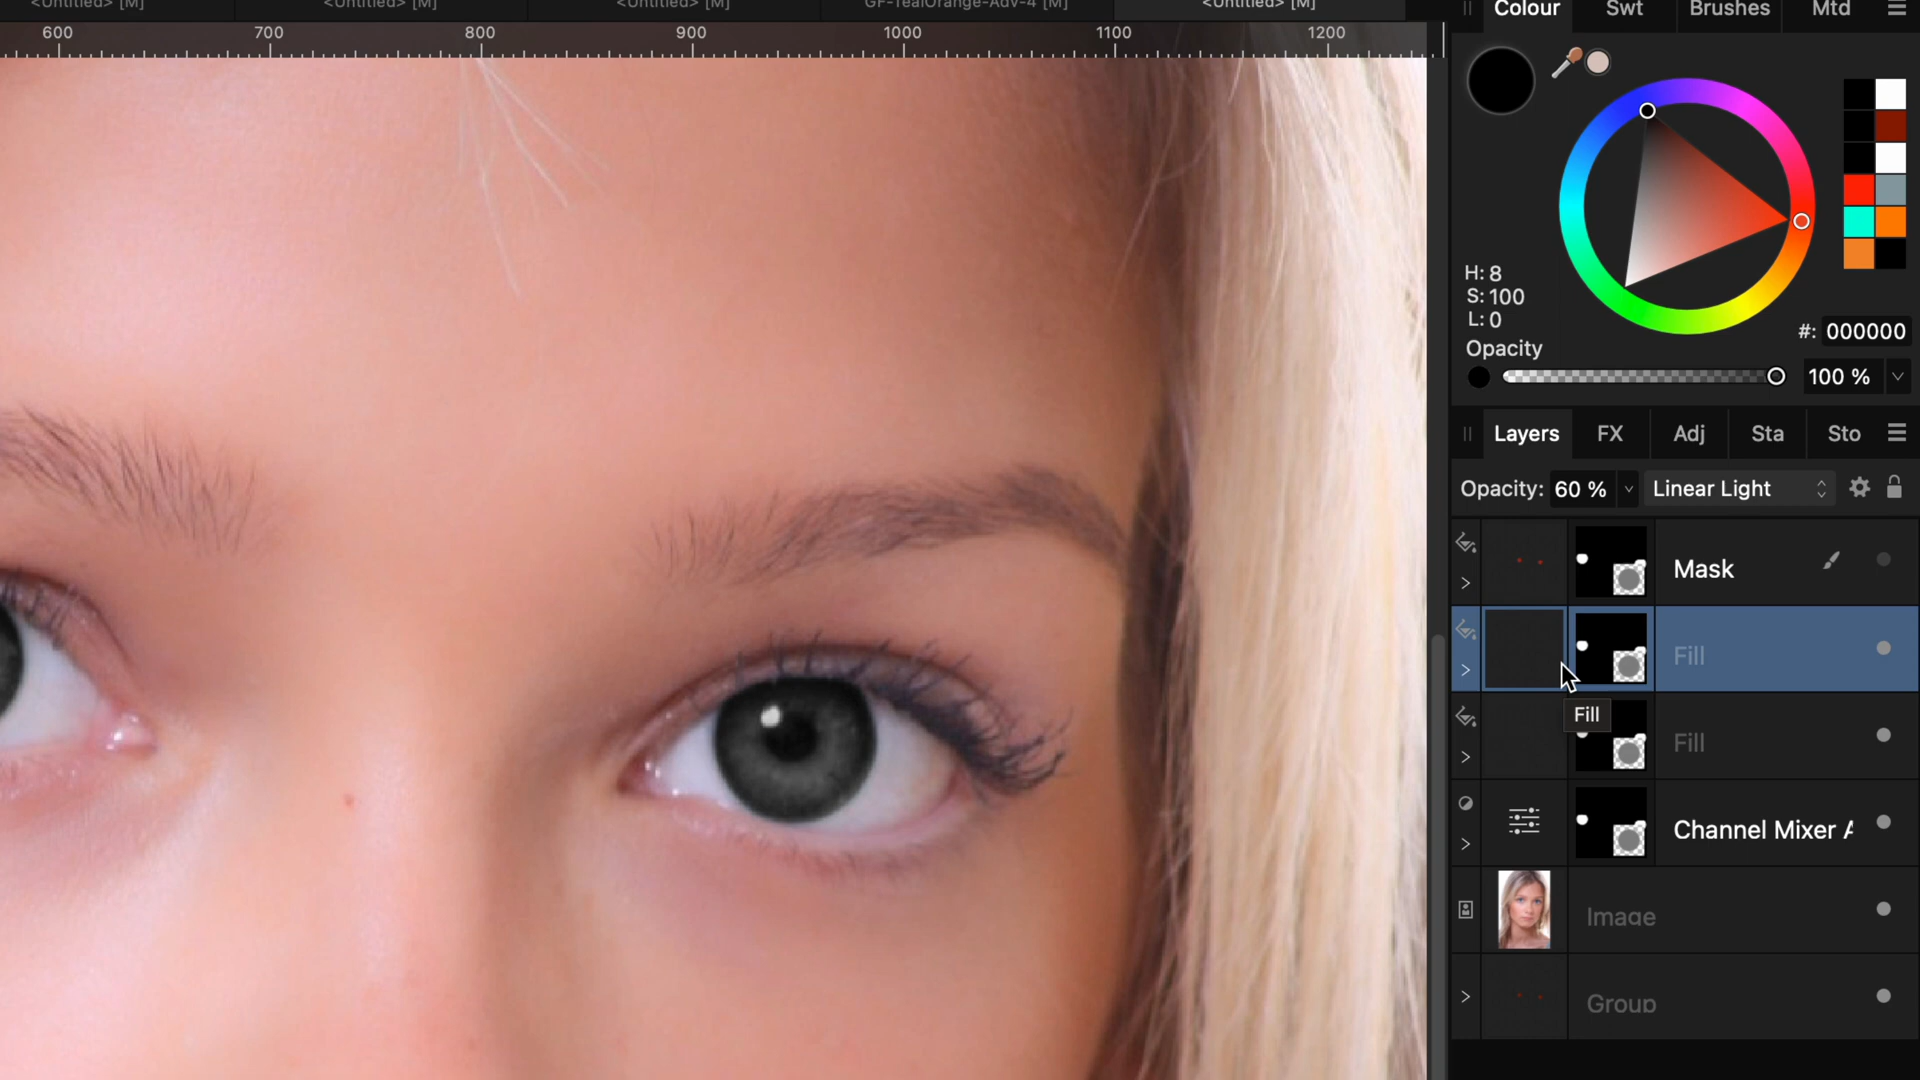 <Untitled> [M]
<Untitled> [M]
<Untitled> [M]
GF-TealOrange-Adv-4 [M]
<Untitled> [M]
600
700
800
900
1000
1100
1200
Colour
Swt
Brushes
Mtd
H: 8
S: 100
L: 0
#: 000000
Opacity
100 %
Layers
FX
Adj
Sta
Sto
Opacity: 60 %
Linear Light
Mask
Fill
Fill
Fill
Channel Mixer A
Image
Group